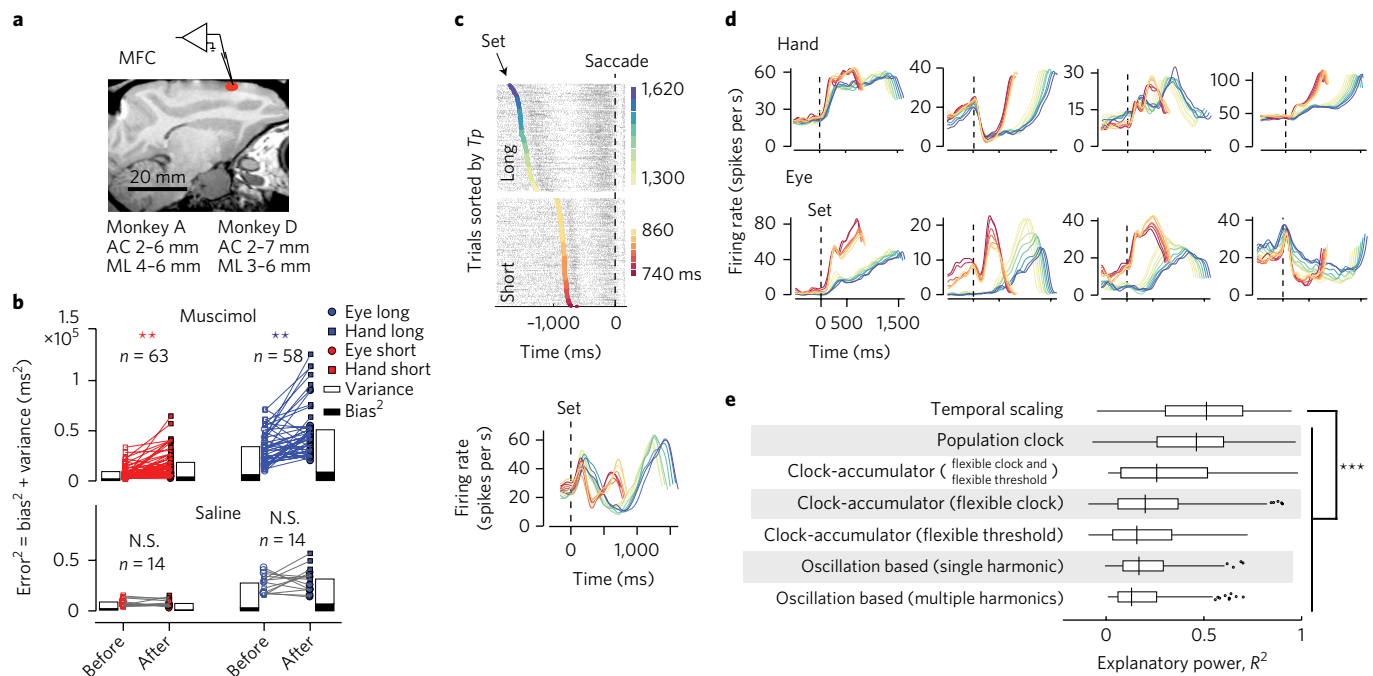 a
MFC
20 mm
Monkey A
AC 2–6 mm
ML 4–6 mm
Monkey D
AC 2–7 mm
ML 3–6 mm
b
Muscimol
1.5
×10⁵
1
0.5
0
**
n = 63
**
n = 58
Eye long
Hand long
Eye short
Hand short
Variance
Bias²
Error² = bias² + variance (ms²)
Saline
0.5
0
N.S.
n = 14
N.S.
n = 14
Before
After
Before
After
c
Set
Saccade
Trials sorted by Tp
Long
Short
1,620
1,300
860
740 ms
–1,000
0
Time (ms)
Set
Firing rate
(spikes per s)
60
40
20
0
0
1,000
Time (ms)
d
Hand
Firing rate (spikes per s)
60
30
0
40
20
0
30
15
0
100
50
0
Eye
Set
80
40
0
20
10
0
40
20
0
40
20
0
0
500
1,500
Time (ms)
e
Temporal scaling
Population clock
Clock-accumulator (flexible clock and
flexible threshold)
Clock-accumulator (flexible clock)
Clock-accumulator (flexible threshold)
Oscillation based (single harmonic)
Oscillation based (multiple harmonics)
***
0
0.5
1
Explanatory power, R²